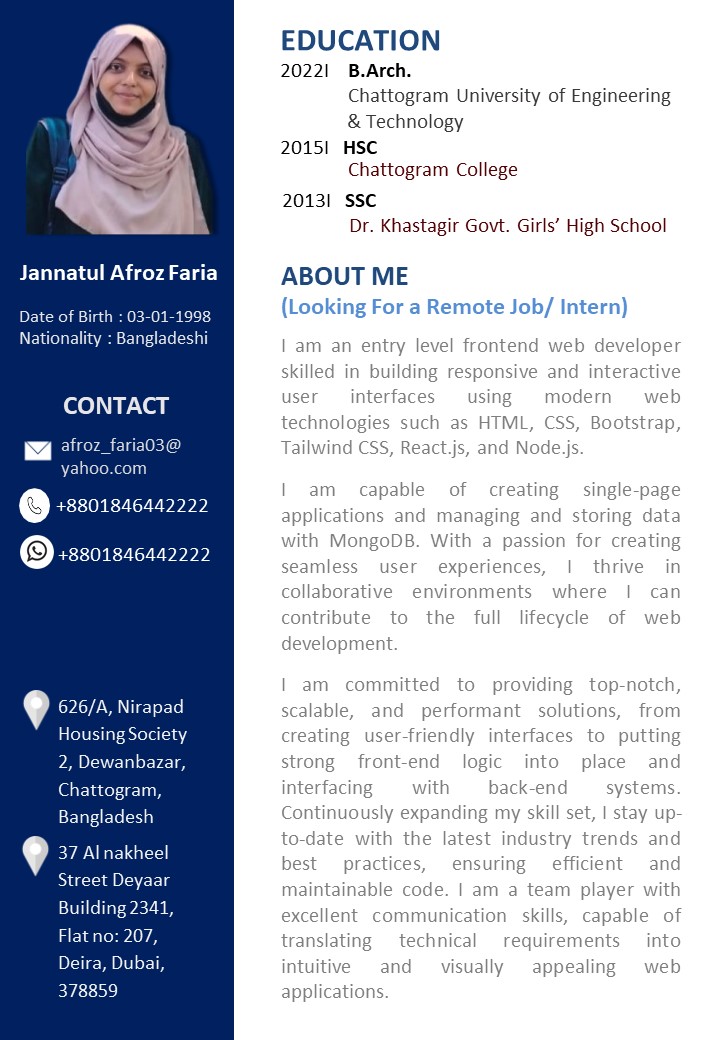 Jannatul Afroz Faria
Date of Birth : 03-01-1998
Nationality : Bangladeshi
CONTACT
afroz_faria03@
yahoo.com
+8801846442222
+8801846442222
626/A, Nirapad
Housing Society
2, Dewanbazar,
Chattogram,
Bangladesh
37 Al nakheel
Street Deyaar
Building 2341,
Flat no: 207,
Deira, Dubai,
378859
EDUCATION
2022I B.Arch.
Chattogram University of Engineering
& Technology
2015I HSC
Chattogram College
2013I SSC
Dr. Khastagir Govt. Girls’ High School
ABOUT ME
(Looking For a Remote Job/ Intern)
I am an entry level frontend web developer
skilled in building responsive and interactive
user interfaces using modern web
technologies such as HTML, CSS, Bootstrap,
Tailwind CSS, React.js, and Node.js.
I am capable of creating single-page
applications and managing and storing data
with MongoDB. With a passion for creating
seamless user experiences, I thrive in
collaborative environments where I can
contribute to the full lifecycle of web
development.
I am committed to providing top-notch,
scalable, and performant solutions, from
creating user-friendly interfaces to putting
strong front-end logic into place and
interfacing with back-end systems.
Continuously expanding my skill set, I stay up-
to-date with the latest industry trends and
best practices, ensuring efficient and
maintainable code. I am a team player with
excellent communication skills, capable of
translating technical requirements into
intuitive and visually appealing web
applications.